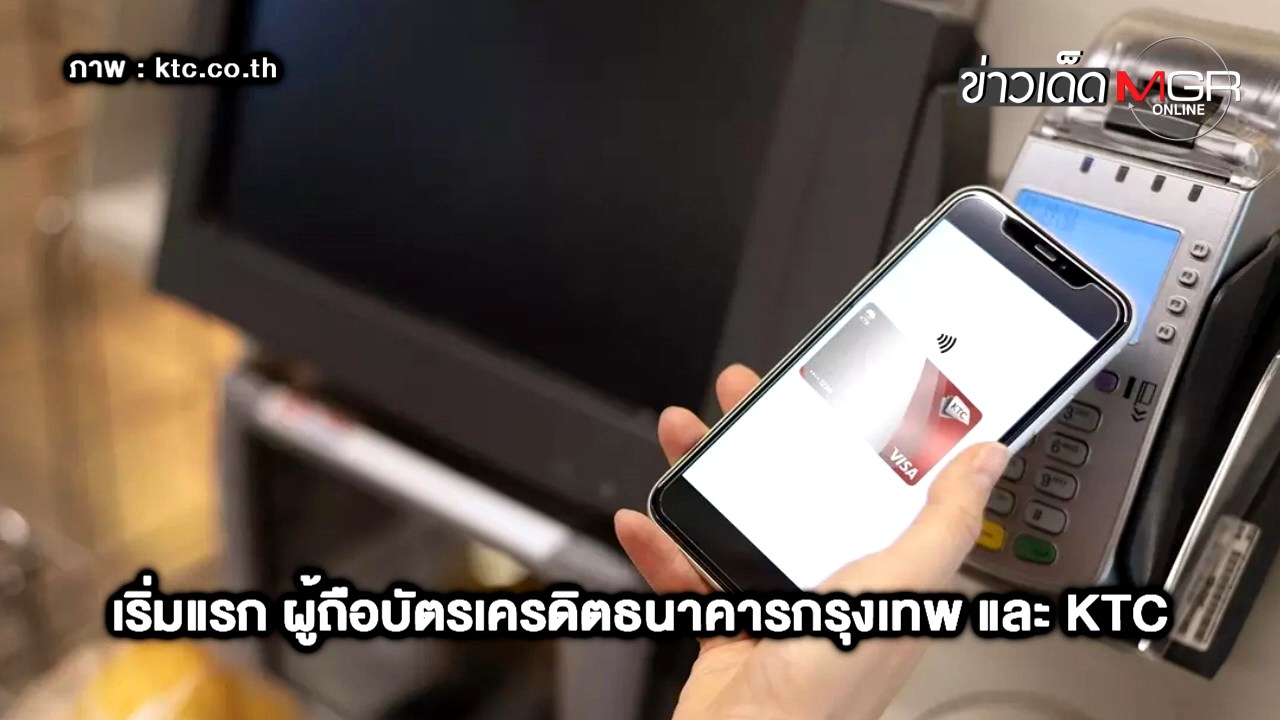 ภาพ : ktc.co.th
ข่าวเด็ด MGR
ONLINE
KTC
VISA
เริ่มแรก ผู้ถือบัตรเครดิตธนาคารกรุงเทพ และ KTC